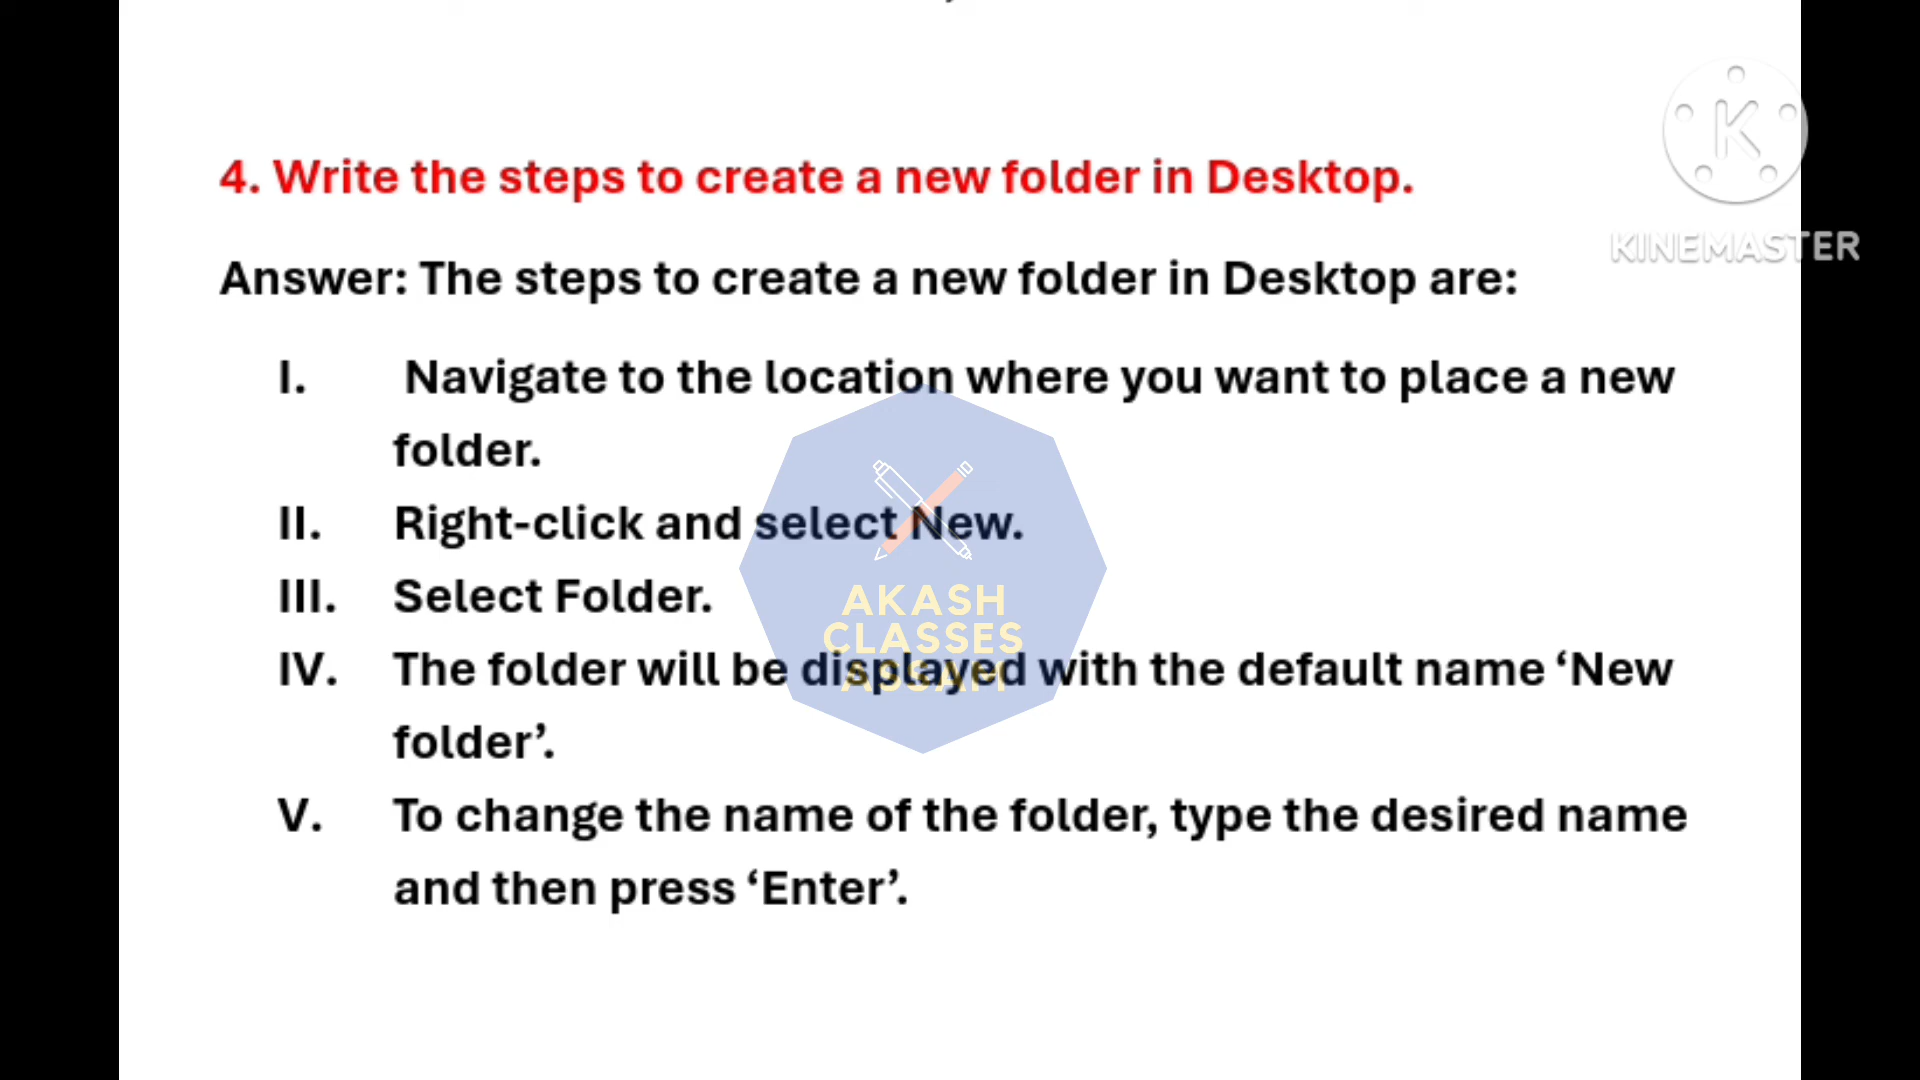 4. Write the steps to create a new folder in Desktop.
Answer: The steps to create a new folder in Desktop are:
I. Navigate to the location where you want to place a new
folder.
II. Right-click and select New.
III. Select Folder.
IV. The folder will be displayed with the default name ‘New
folder’.
V. To change the name of the folder, type the desired name
and then press ‘Enter’.
K
KINEMASTER
AKASH
CLASSES
ASSAM